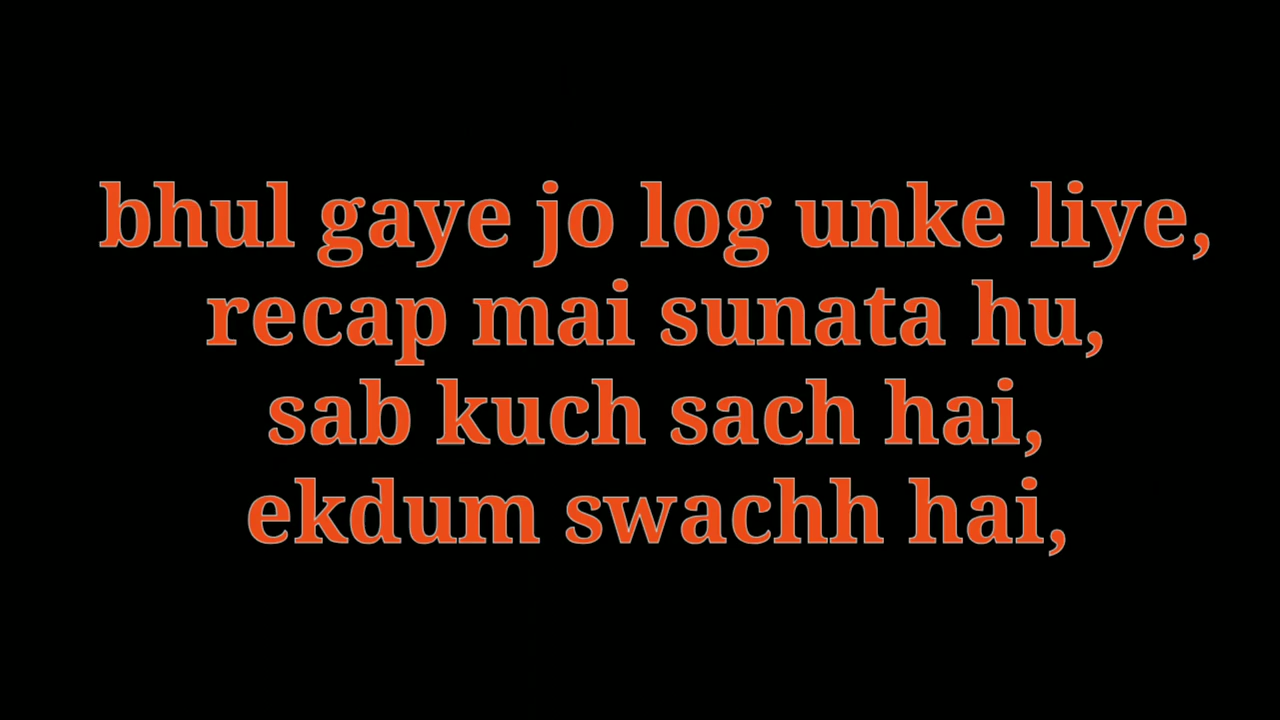 bhul gaye jo log unke liye,
recap mai sunata hu,
sab kuch sach hai,
ekdum swachh hai,